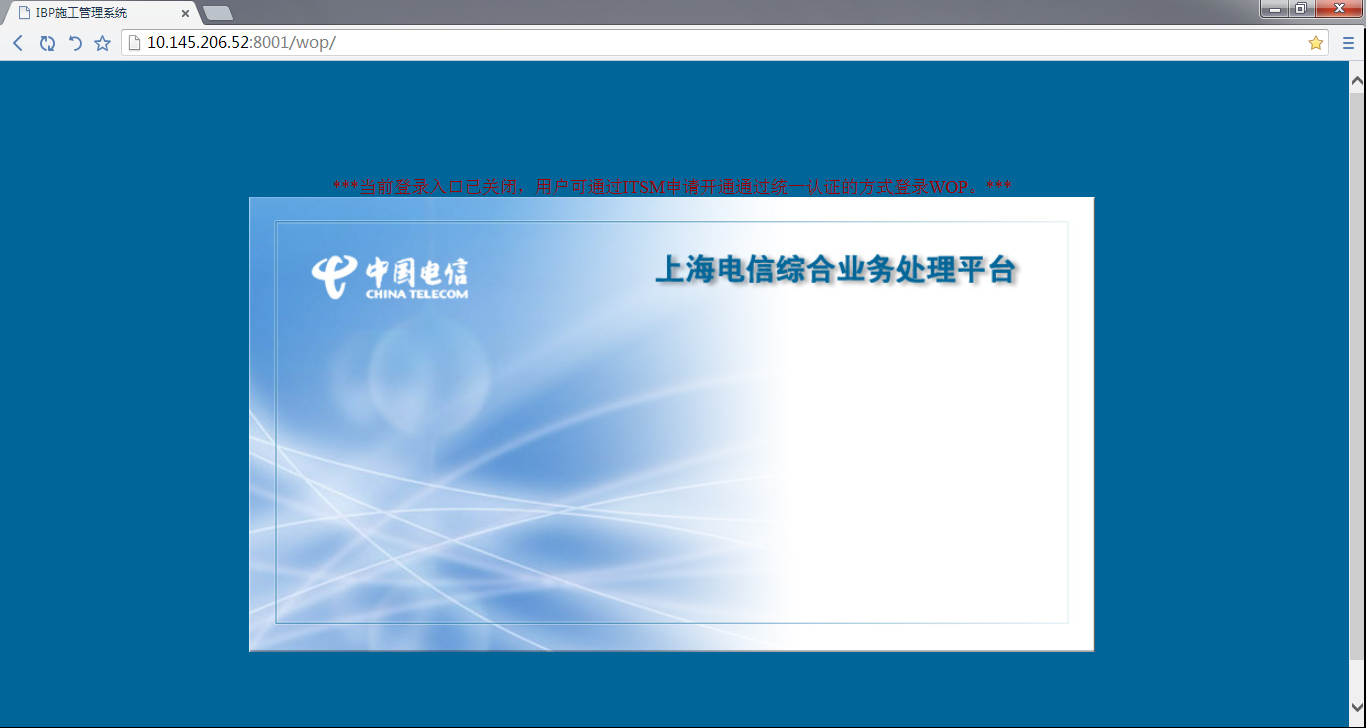 IBP施工管理系统
10.145.206.52:8001/wop/
***当前登录入口已关闭，用户可通过ITSM申请开通通过统一认证的方式登录WOP。***
中国电信
CHINA TELECOM
上海电信综合业务处理平台